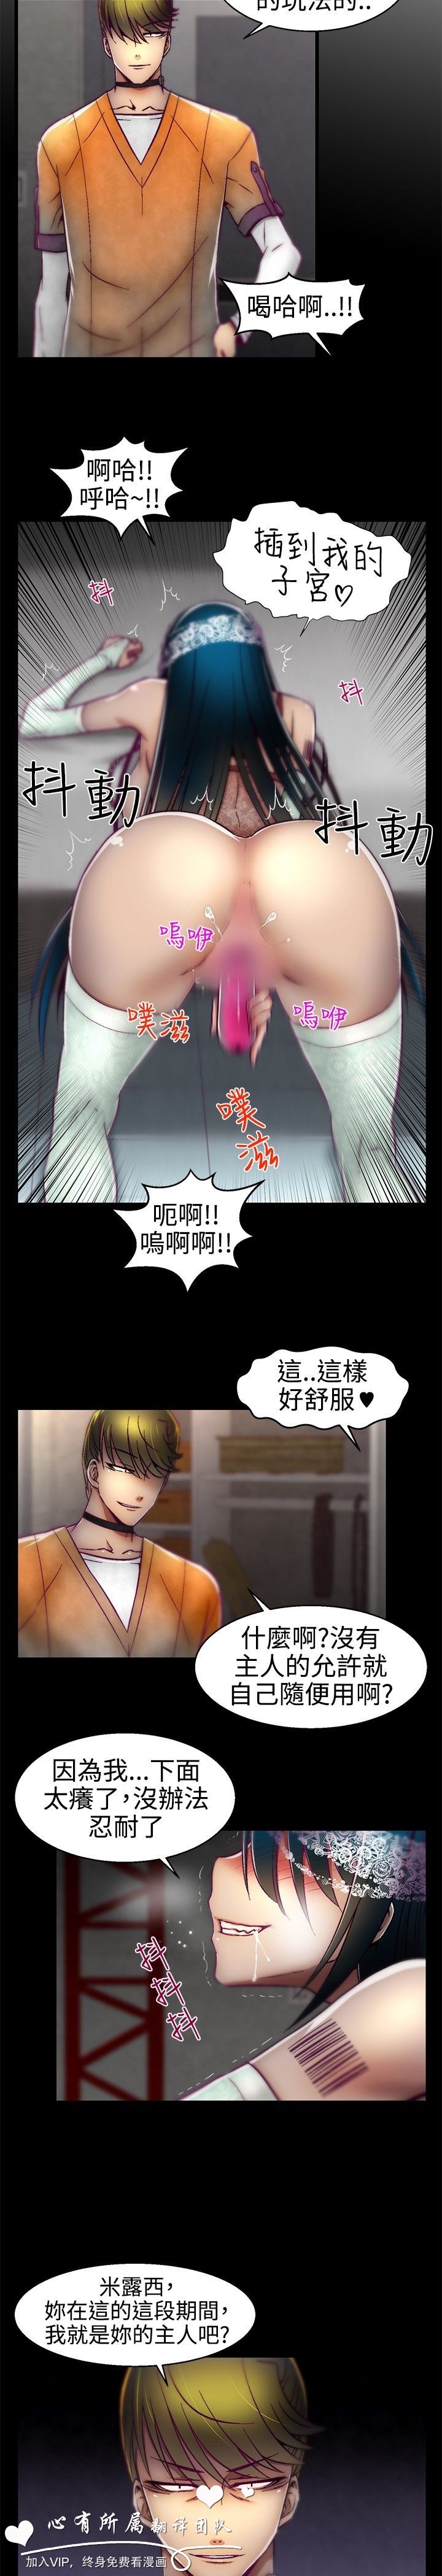 的玩法的..
喝哈啊..!!
啊哈!!
呼哈~!!
插到我的
子宮♡
抖
抖
抖動
抖動
嗚咿
噗滋
嗚咿
噗
滋
呃啊!!
嗚啊啊!!
這..這樣
好舒服♥
什麼啊?沒有
主人的允許就
自己隨便用啊?
因為我...下面
太癢了,沒辦法
忍耐了
抖
抖
抖
米露西,
妳在這的這段期間,
我就是妳的主人吧?
心有所属翻译团队
加入VIP，终身免费看漫画